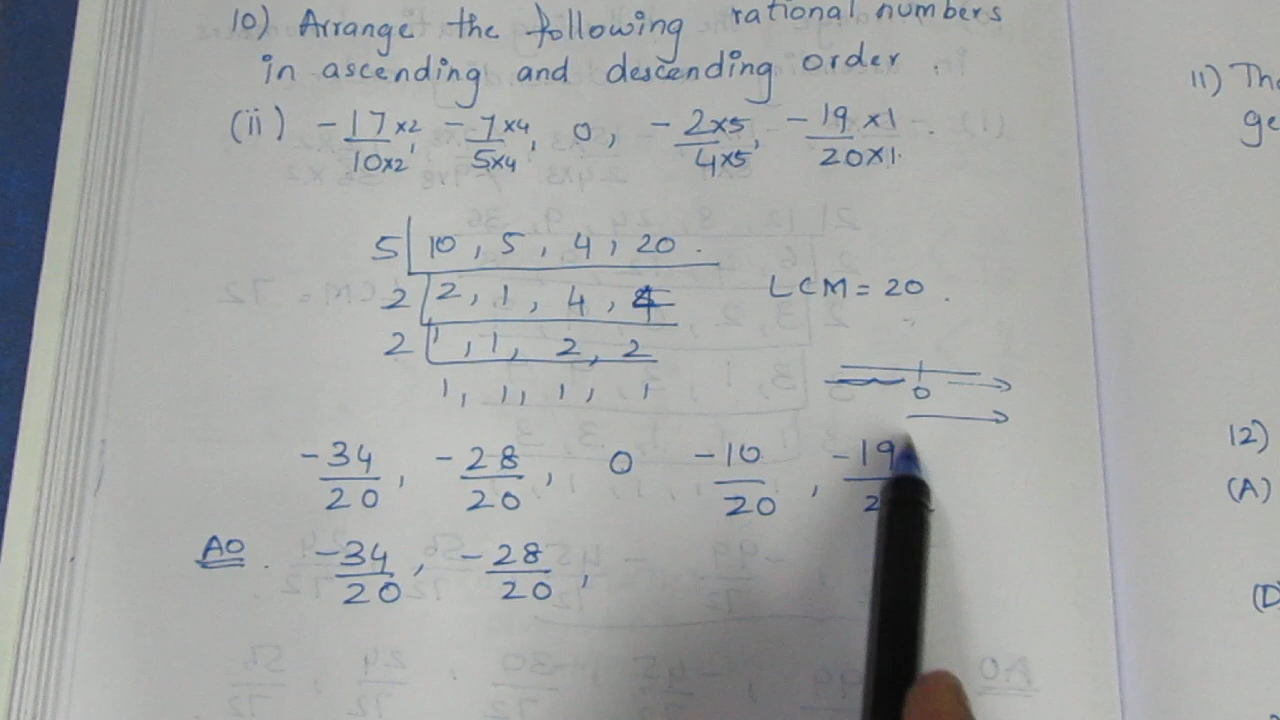 10) Arrange the following rational numbers
in ascending and descending order.
(ii) -17×2/10×2, -7×4/5×4, 0, -2×5/4×5, -19×1/20×1.
5 | 10, 5, 4, 20.
2 | 2, 1, 4, 4
LCM = 20.
2 | 1, 1, 2, 2
1, 1, 1, 1
0
-34/20, -28/20, 0 -10/20, -19/2
AO. -34/20, -28/20,
11) Th
ge
12)
(A)
(D